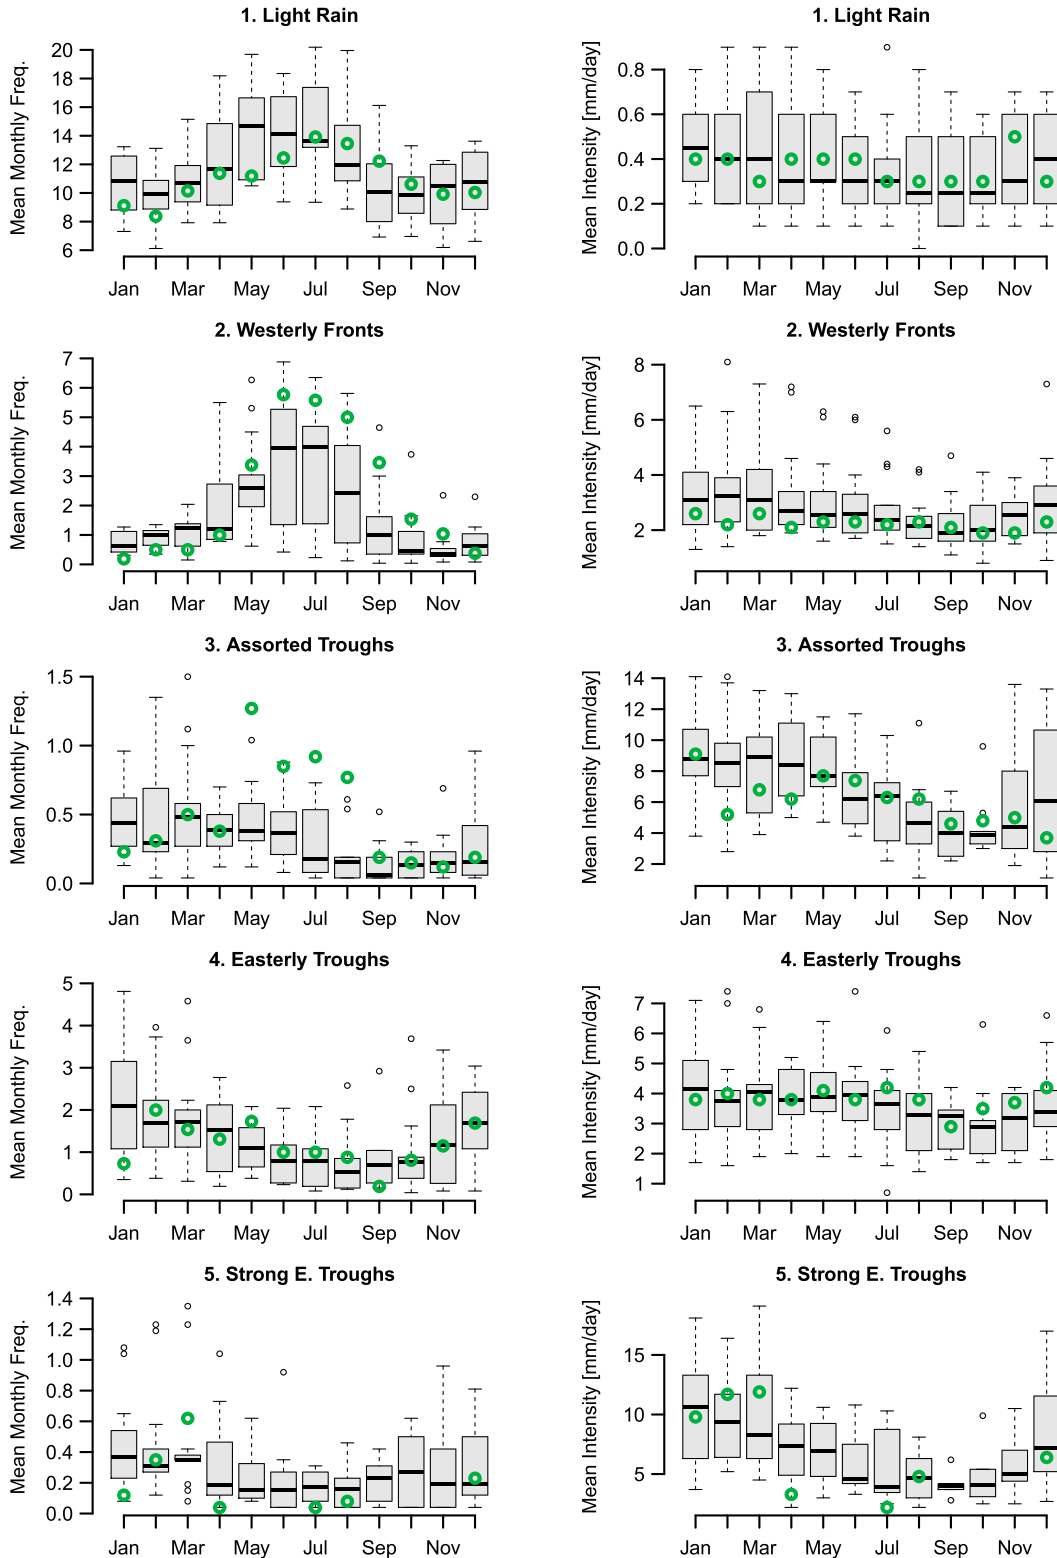 1. Light Rain
Mean Monthly Freq.
20
18
16
14
12
10
8
6
Jan Mar May Jul Sep Nov
1. Light Rain
Mean Intensity [mm/day]
0.8
0.6
0.4
0.2
0.0
Jan Mar May Jul Sep Nov
2. Westerly Fronts
Mean Monthly Freq.
7
6
5
4
3
2
1
0
Jan Mar May Jul Sep Nov
2. Westerly Fronts
Mean Intensity [mm/day]
8
6
4
2
Jan Mar May Jul Sep Nov
3. Assorted Troughs
Mean Monthly Freq.
1.5
1.0
0.5
0.0
Jan Mar May Jul Sep Nov
3. Assorted Troughs
Mean Intensity [mm/day]
14
12
10
8
6
4
2
Jan Mar May Jul Sep Nov
4. Easterly Troughs
Mean Monthly Freq.
5
4
3
2
1
0
Jan Mar May Jul Sep Nov
4. Easterly Troughs
Mean Intensity [mm/day]
7
6
5
4
3
2
1
Jan Mar May Jul Sep Nov
5. Strong E. Troughs
Mean Monthly Freq.
1.4
1.2
1.0
0.8
0.6
0.4
0.2
0.0
Jan Mar May Jul Sep Nov
5. Strong E. Troughs
Mean Intensity [mm/day]
15
10
5
Jan Mar May Jul Sep Nov